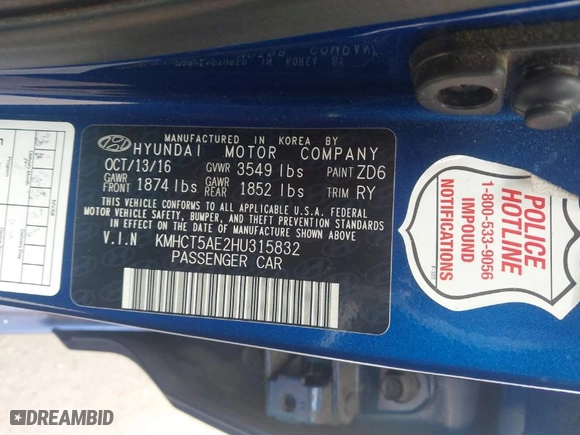 MANUFACTURED IN KOREA BY
HYUNDAI MOTOR COMPANY
OCT/13/16 GVWR 3549 lbs PAINT ZD6
GAWR FRONT 1874 lbs GAWR REAR 1852 lbs TRIM RY
THIS VEHICLE CONFORMS TO ALL APPLICABLE U.S.A. FEDERAL
MOTOR VEHICLE SAFETY, BUMPER, AND THEFT PREVENTION STANDARDS
IN EFFECT ON THE DATE OF MANUFACTURE SHOWN ABOVE.
V.I.N KMHCT5AE2HU315832
PASSENGER CAR
POLICE
HOTLINE
1-800-533-9056
IMPOUND
DREAMBID